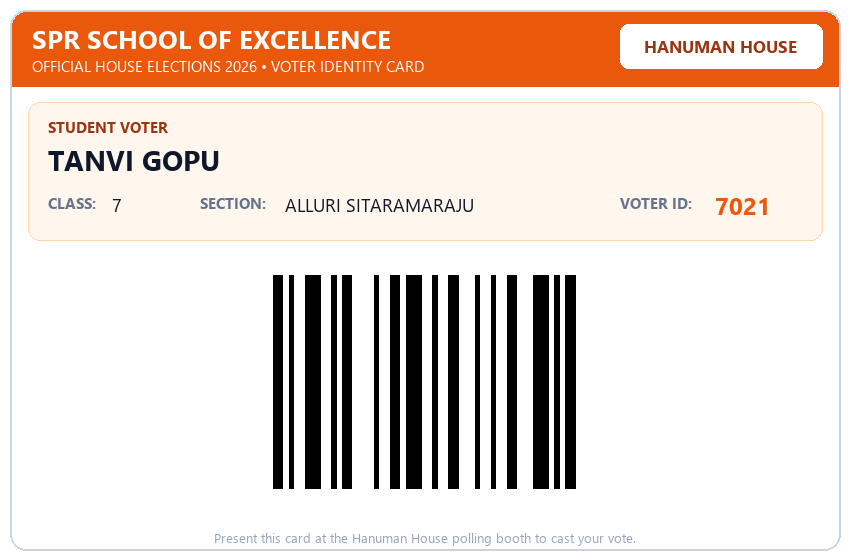 SPR SCHOOL OF EXCELLENCE
OFFICIAL HOUSE ELECTIONS 2026 • VOTER IDENTITY CARD
HANUMAN HOUSE
STUDENT VOTER
TANVI GOPU
CLASS: 7 SECTION: ALLURI SITARAMARAJU VOTER ID: 7021
Present this card at the Hanuman House polling booth to cast your vote.